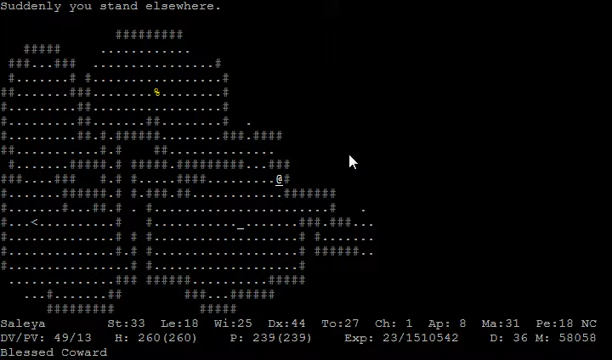 Suddenly you stand elsewhere.
Saleya St:33 Le:18 Wi:25 Dx:44 To:27 Ch: 1 Ap: 8 Ma:31 Pe:18 NC
DV/PV: 49/13 H: 260(260) P: 239(239) Exp: 23/1510542 D: 36 M: 58058
Blessed Coward